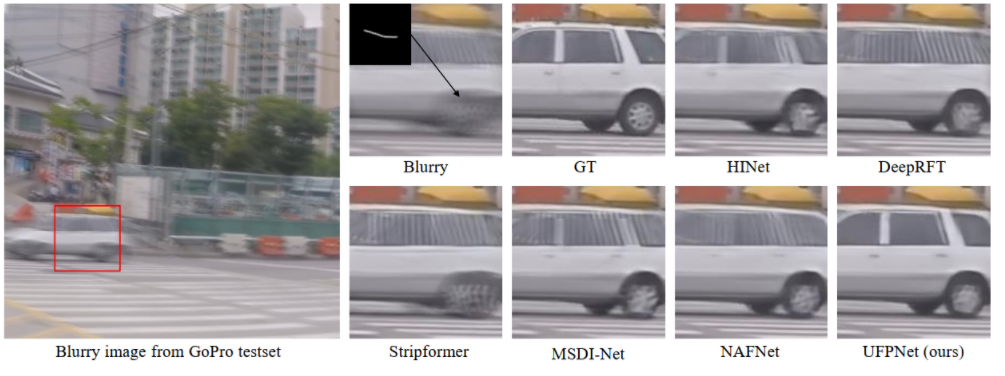 Blurry
GT
HINet
DeepRFT
Blurry image from GoPro testset
Stripformer
MSDI-Net
NAFNet
UFPNet (ours)